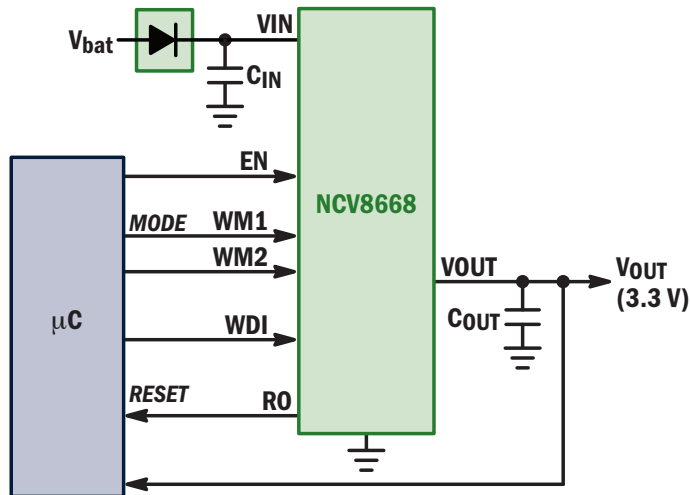 Vbat
VIN
CIN
EN
NCV8668
MODE WM1
WM2
VOUT
VOUT
(3.3 V)
COUT
µC
WDI
RESET
RO